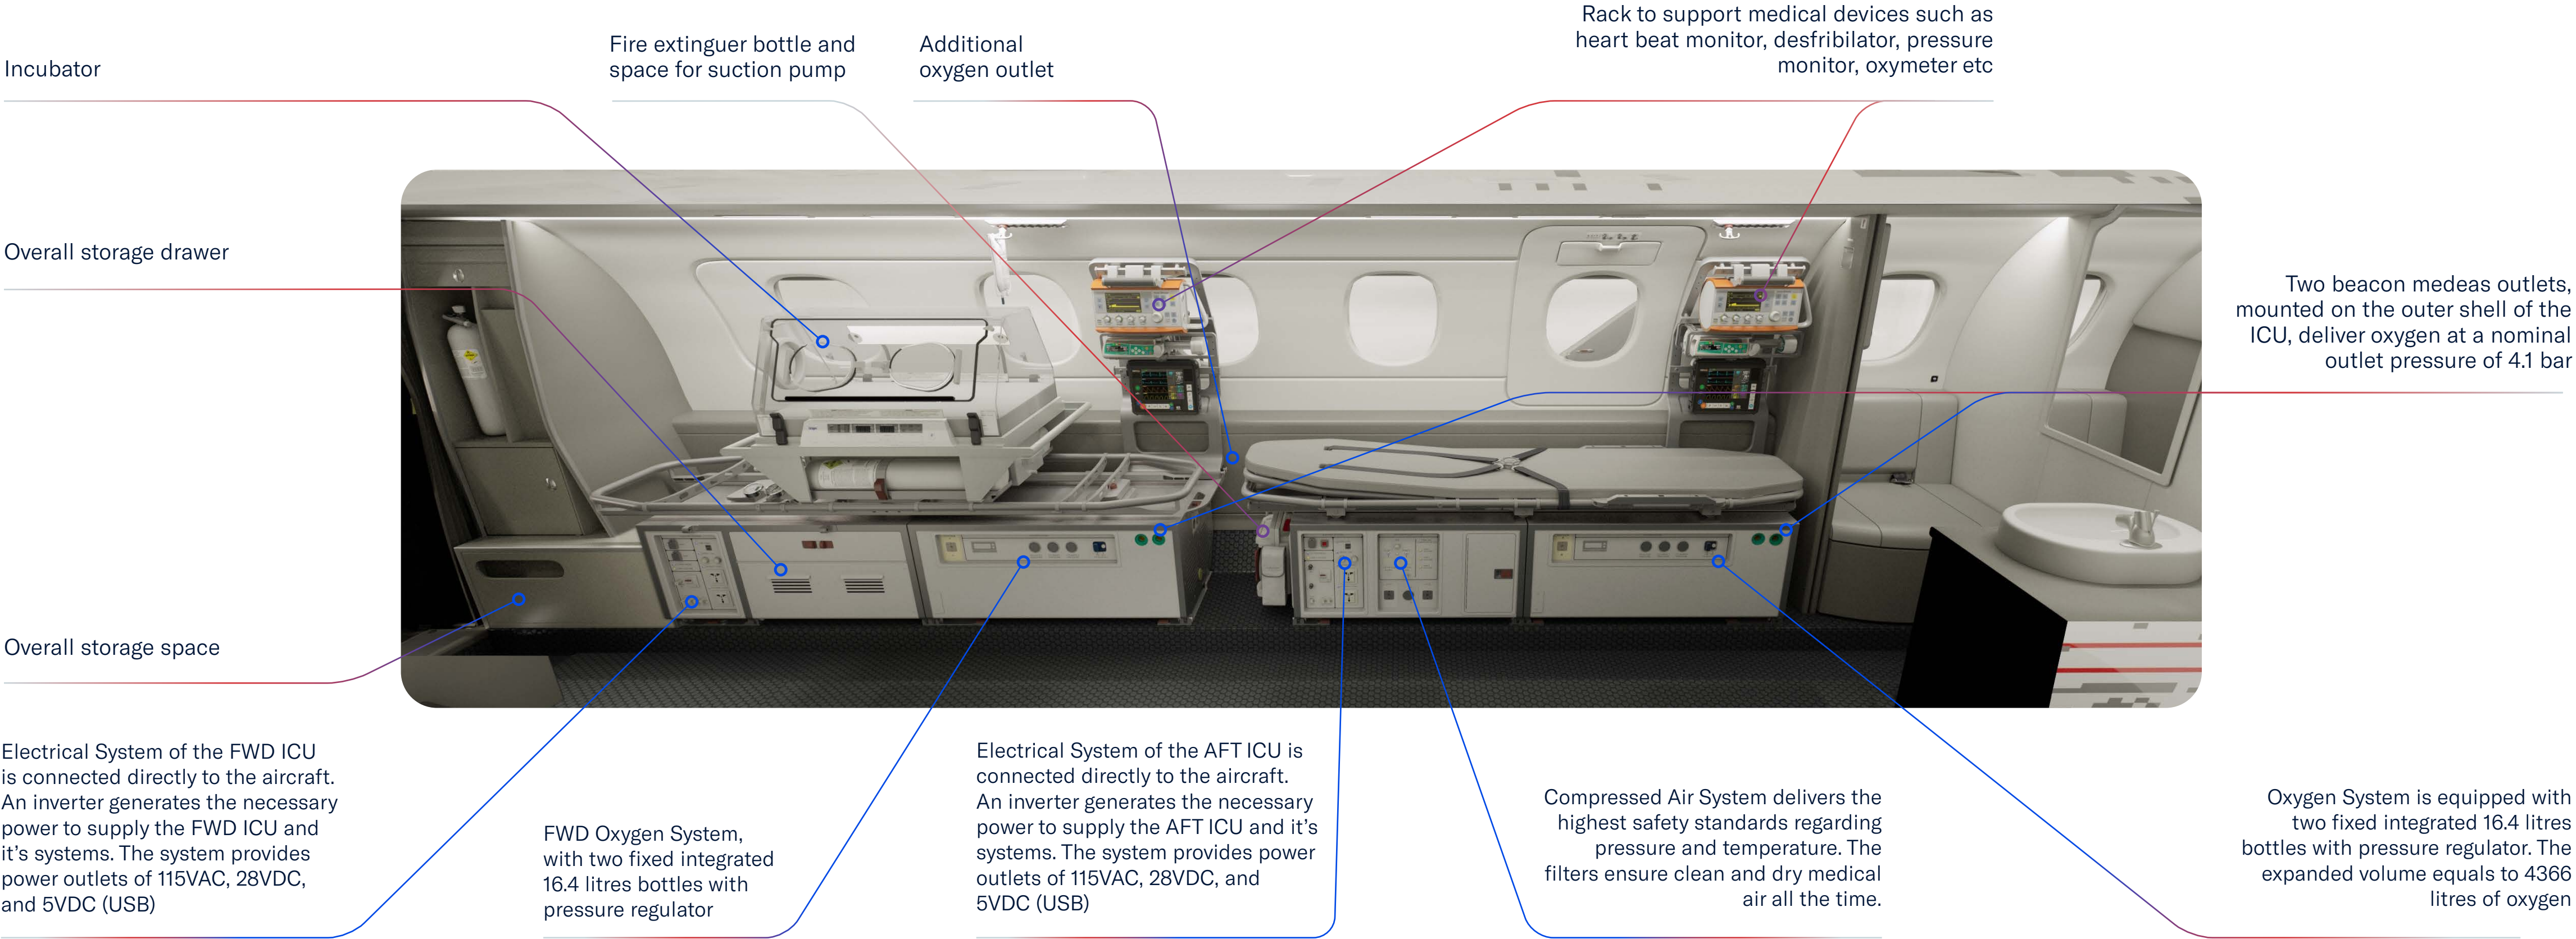 Incubator
Fire extinguer bottle and
space for suction pump
Additional
oxygen outlet
Rack to support medical devices such as
heart beat monitor, desfribilator, pressure
monitor, oxymeter etc
Overall storage drawer
Two beacon medeas outlets,
mounted on the outer shell of the
ICU, deliver oxygen at a nominal
outlet pressure of 4.1 bar
Overall storage space
Electrical System of the FWD ICU
is connected directly to the aircraft.
An inverter generates the necessary
power to supply the FWD ICU and
it's systems. The system provides
power outlets of 115VAC, 28VDC,
and 5VDC (USB)
FWD Oxygen System,
with two fixed integrated
16.4 litres bottles with
pressure regulator
Electrical System of the AFT ICU is
connected directly to the aircraft.
An inverter generates the necessary
power to supply the AFT ICU and it's
systems. The system provides power
outlets of 115VAC, 28VDC, and
5VDC (USB)
Compressed Air System delivers the
highest safety standards regarding
pressure and temperature. The
filters ensure clean and dry medical
air all the time.
Oxygen System is equipped with
two fixed integrated 16.4 litres
bottles with pressure regulator. The
expanded volume equals to 4366
litres of oxygen